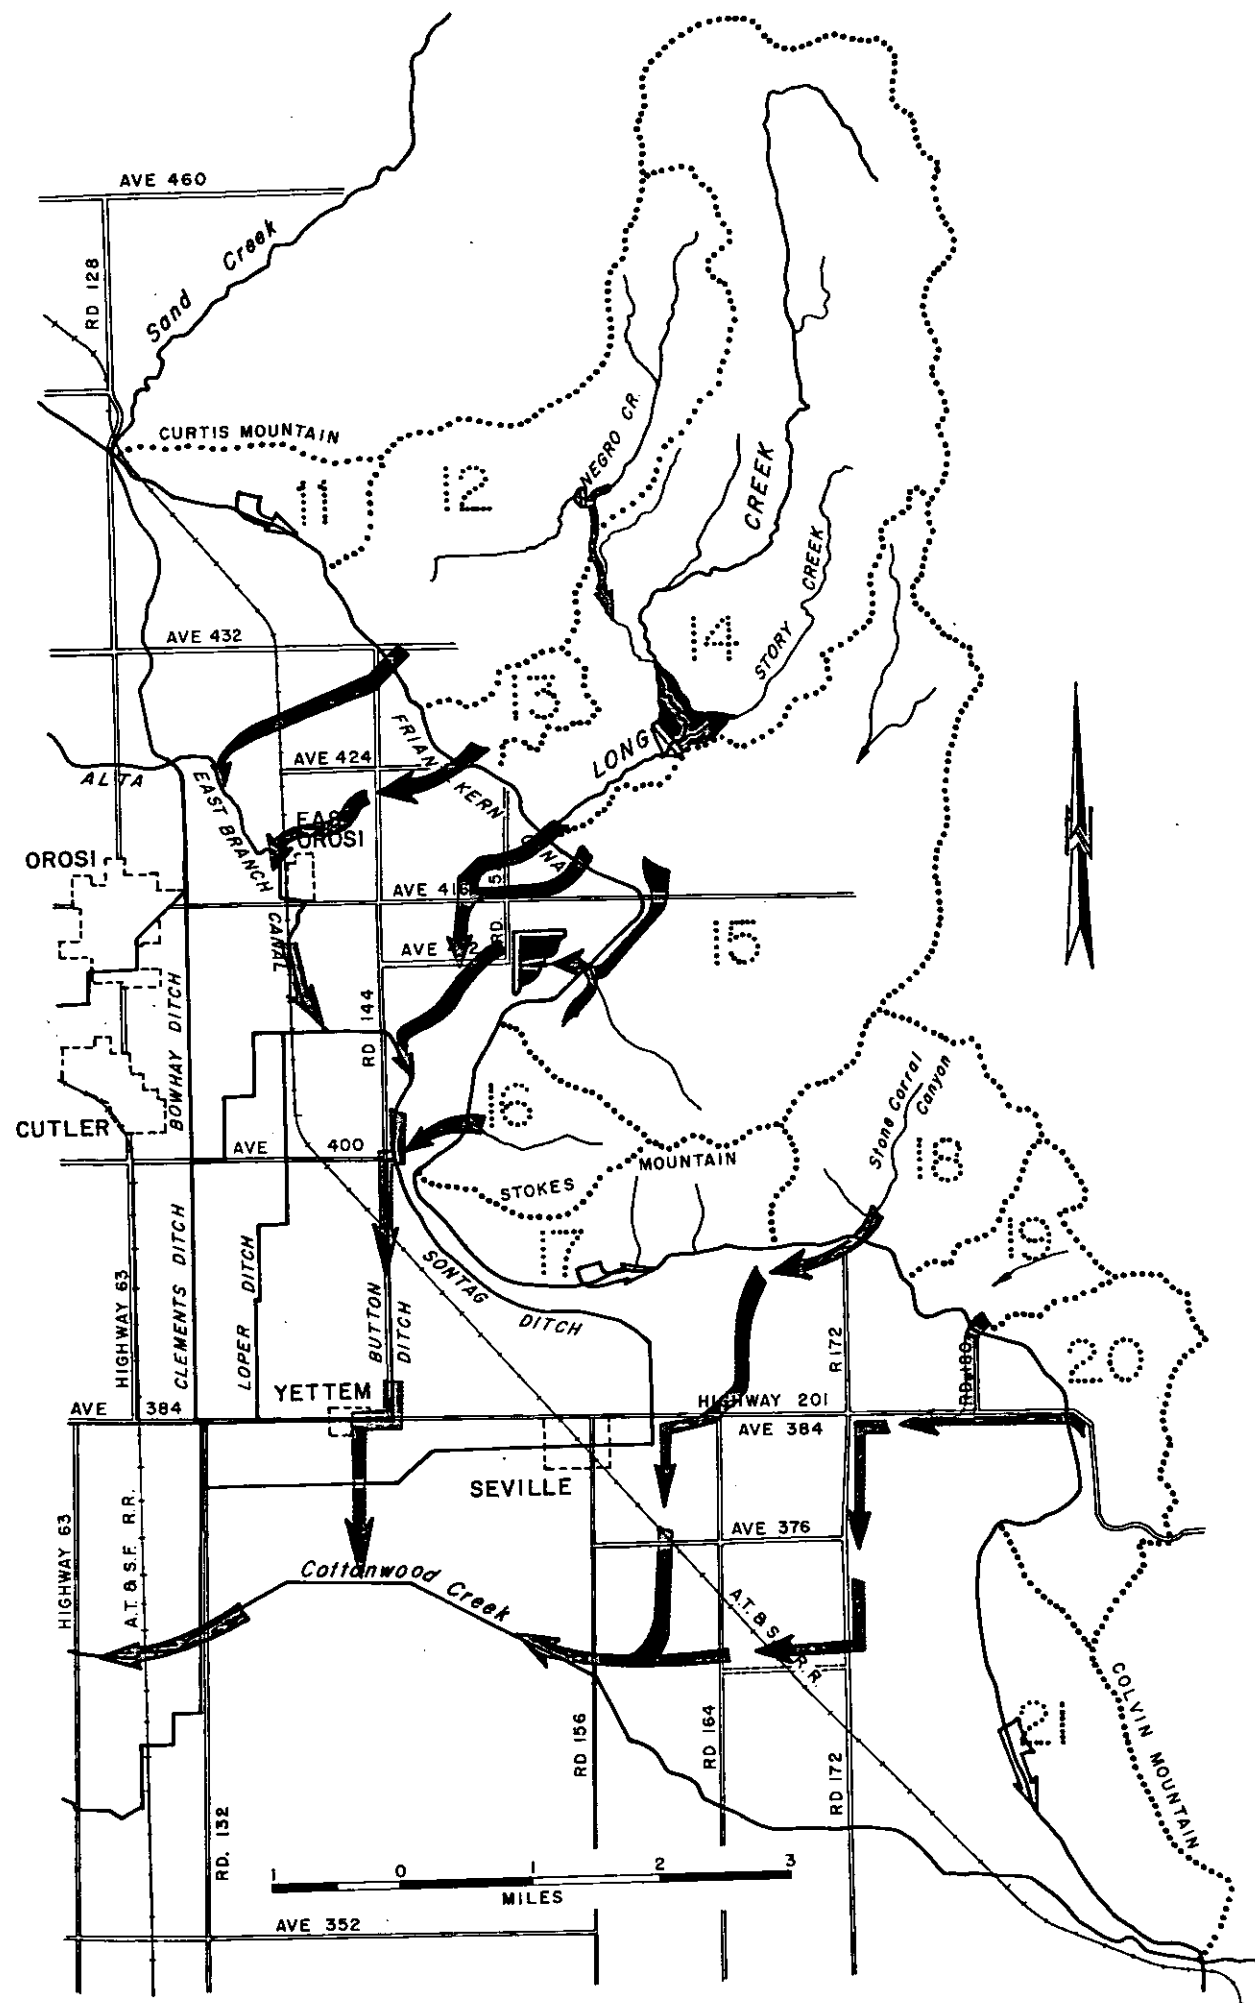 AVE 460
Sand Creek
RD 128
CURTIS MOUNTAIN
11
12
NEGRO CR.
CREEK
STORY CREEK
14
AVE 432
13
LONG
FRIAN
KERN
AVE 424
ALTA
EAST BRANCH
CANAL
OROSI
OROSI
AVE 416
RD.
15
BOWHAY DITCH
RD 144
16
Stone Corral
Canyon
18
CUTLER
AVE 400
MOUNTAIN
STOKES
17
19
HIGHWAY 63
CLEMENTS DITCH
LOPER DITCH
BUTTON
DITCH
SONTAG
DITCH
R 172
RD 180
20
YETTEM
AVE 384
HIGHWAY 201
AVE 384
SEVILLE
HIGHWAY 63
A.T. & S.F. R.R.
AVE 376
Cottonwood Creek
A.T. & S.
R.R.
COLVIN MOUNTAIN
21
RD 156
RD 164
RD 172
RD. 132
1 0 1 2 3
MILES
AVE 352